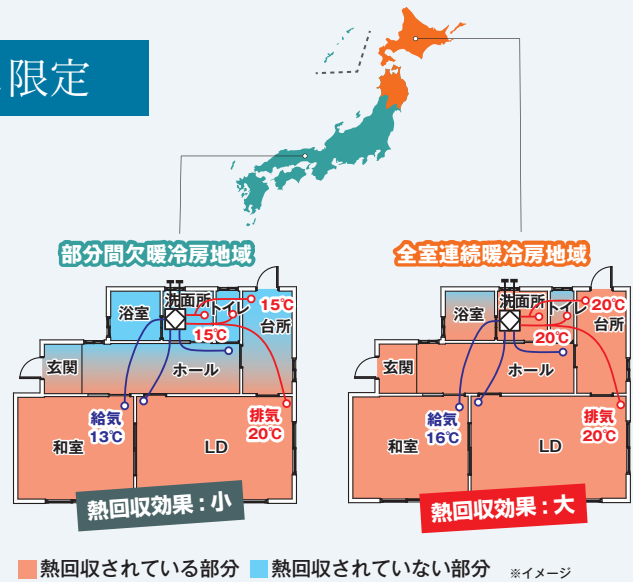 限定
部分間欠暖冷房地域
全室連続暖冷房地域
浴室
洗面所
トイレ
15℃
台所
15℃
玄関
ホール
給気
13℃
排気
20℃
和室
LD
熱回収効果：小
浴室
洗面所
トイレ
20℃
台所
20℃
玄関
ホール
給気
16℃
排気
20℃
和室
LD
熱回収効果：大
熱回収されている部分 熱回収されていない部分 ※イメージ